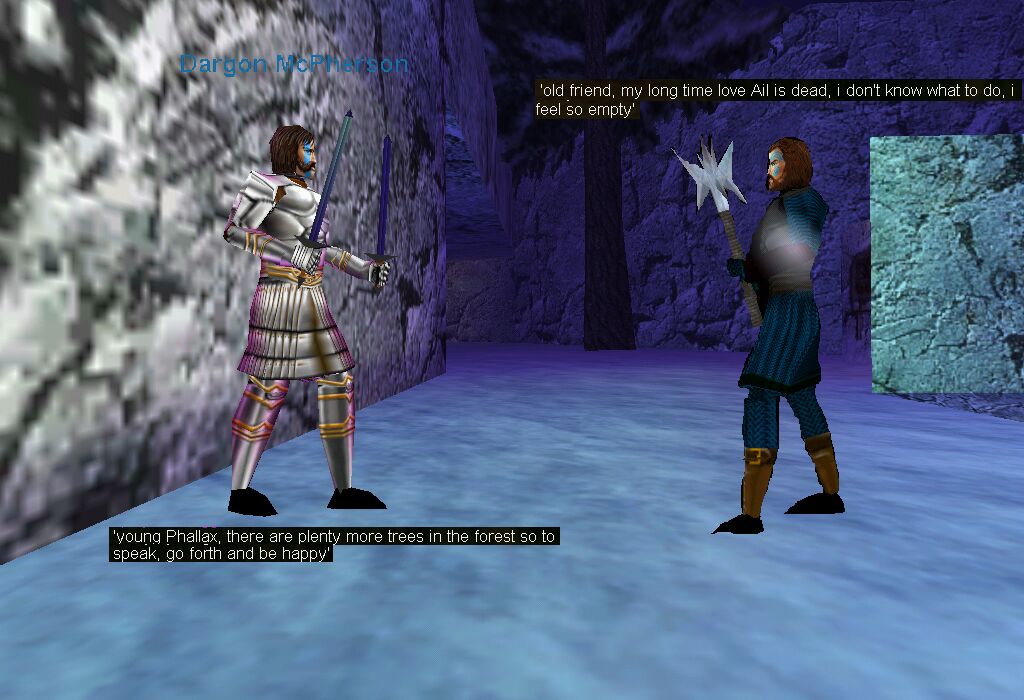 Dargon McPherson
'old friend, my long time love Ail is dead, i don't know what to do, i
feel so empty'
'young Phallax, there are plenty more trees in the forest so to
speak, go forth and be happy'